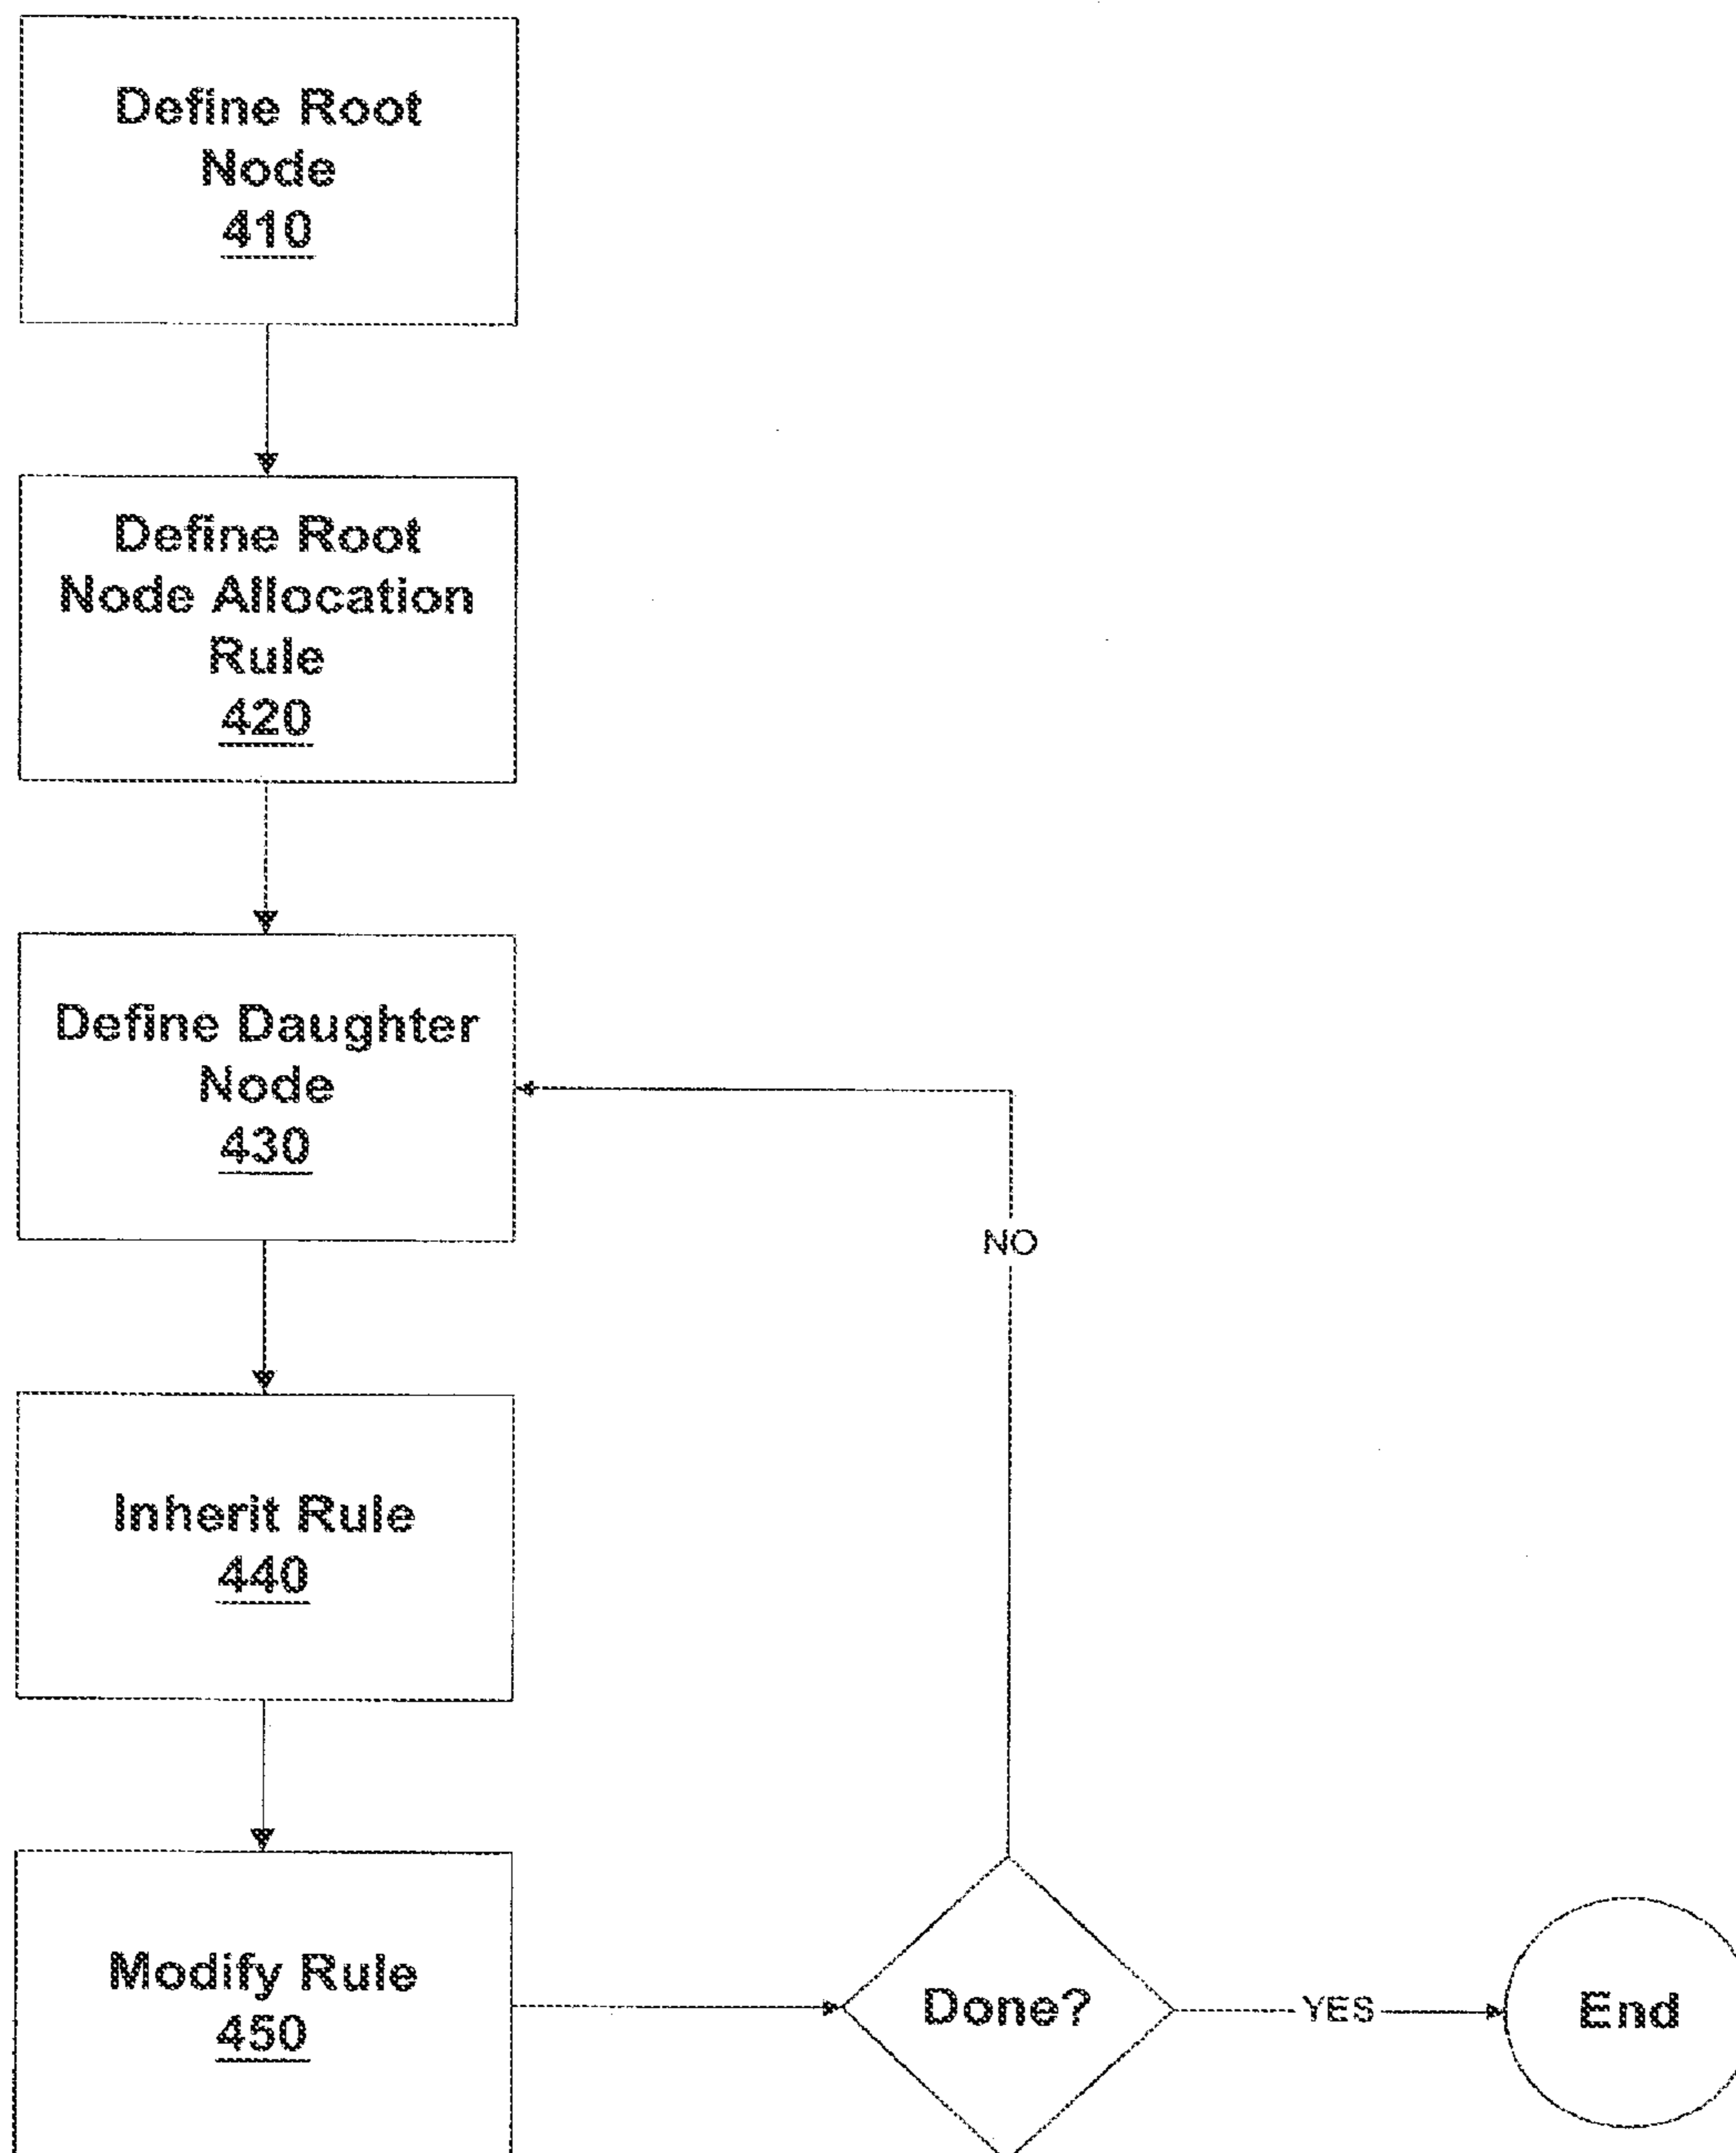 Define Root
Node
410
Define Root
Node Allocation
Rule
420
Define Daughter
Node
430
NO
Inherit Rule
440
Modify Rule
450
Done?
YES
End